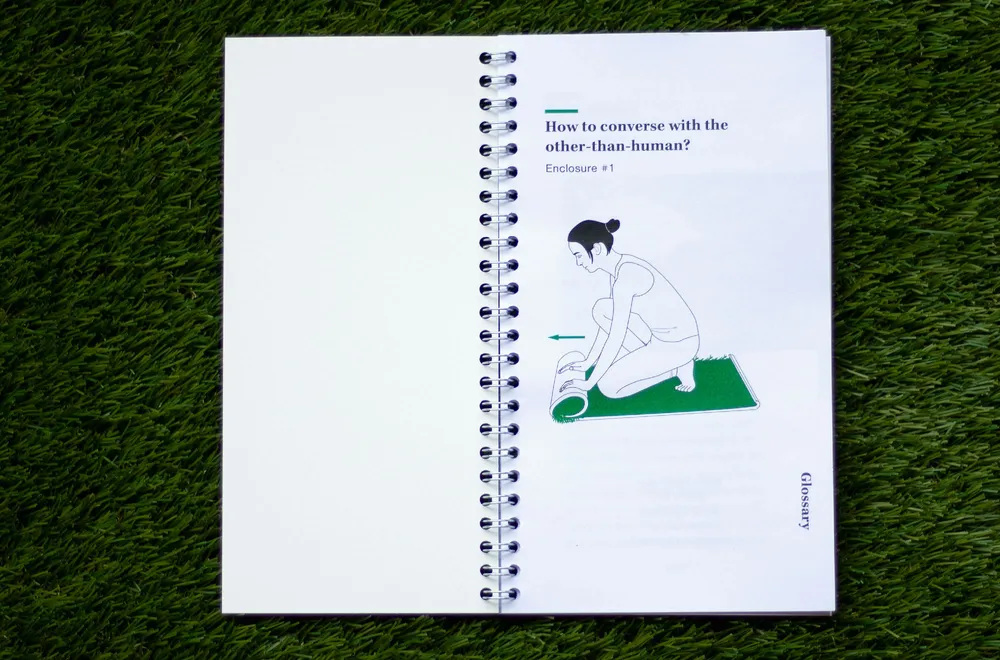 How to converse with the
other-than-human?
Enclosure #1
Glossary